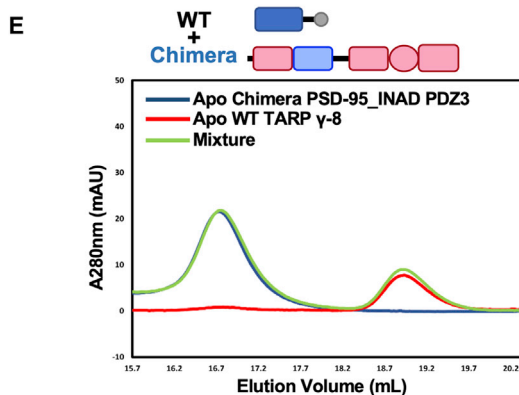 E
WT
+
Chimera
50
40
30
20
10
0
-10
A280nm (mAU)
Apo Chimera PSD-95_INAD PDZ3
Apo WT TARP γ-8
Mixture
15.7 16.2 16.7 17.2 17.7 18.2 18.7 19.2 19.7 20.2
Elution Volume (mL)